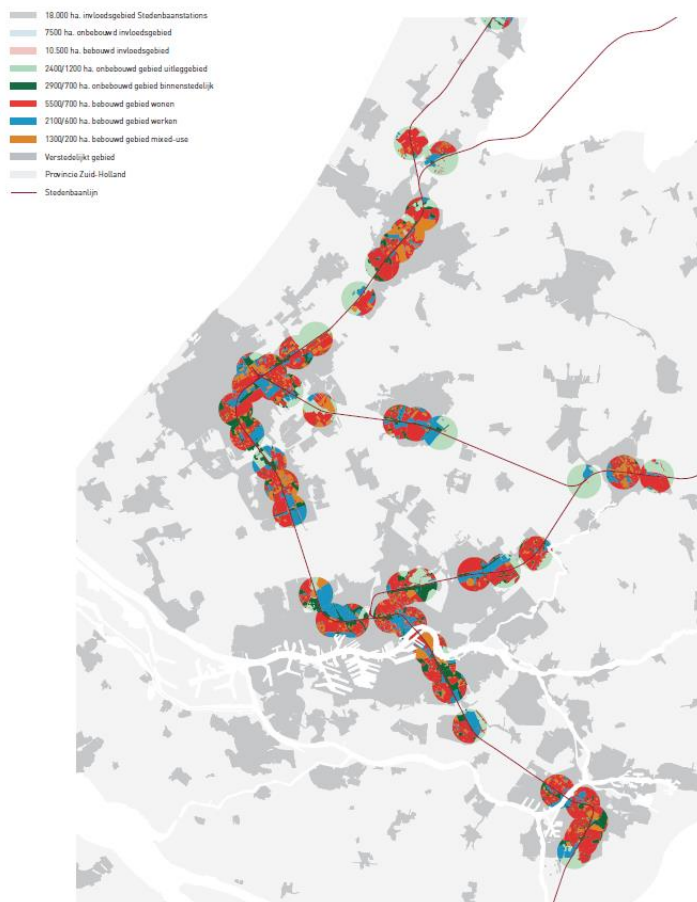 18.000 ha. invloedsgebied Stedenbaanstations
7500 ha. onbebouwd invloedsgebied
10.500 ha. bebouwd invloedsgebied
2400/1200 ha. onbebouwd gebied uitleggebied
2900/700 ha. onbebouwd gebied binnenstedelijk
5500/700 ha. bebouwd gebied wonen
2100/600 ha. bebouwd gebied werken
1300/200 ha. bebouwd gebied mixed-use
Verstedelijkt gebied
Provincie Zuid-Holland
Stedenbaanlijn